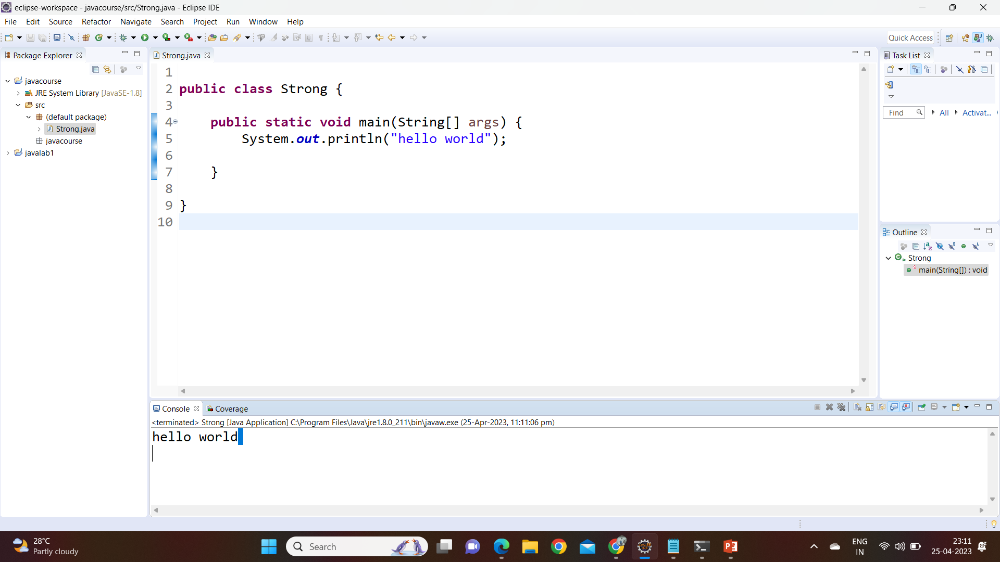 eclipse-workspace - javacourse/src/Strong.java - Eclipse IDE
File Edit Source Refactor Navigate Search Project Run Window Help
Quick Access
Package Explorer
javacourse
JRE System Library [JavaSE-1.8]
src
(default package)
Strong.java
javacourse
javalab1
Strong.java
1
2 public class Strong {
3
4 public static void main(String[] args) {
5 System.out.println("hello world");
6
7 }
8
9 }
10
Task List
Find All Activat...
Outline
Strong
main(String[]) : void
Console Coverage
<terminated> Strong [Java Application] C:\Program Files\Java\jre1.8.0_211\bin\javaw.exe (25-Apr-2023, 11:11:06 pm)
hello world
28°C
Partly cloudy
Search
ENG
IN
23:11
25-04-2023